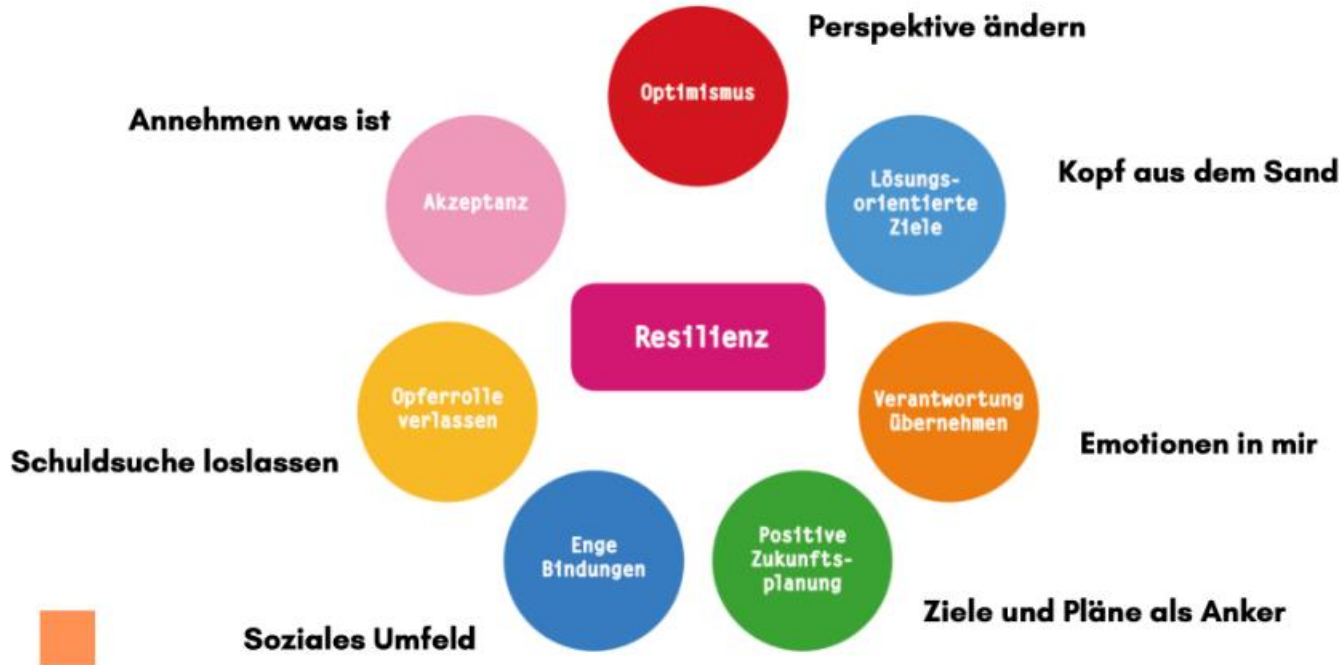 Perspektive ändern
Optimismus
Annehmen was ist
Akzeptanz
Lösungs-
orientierte
Ziele
Kopf aus dem Sand
Resilienz
Opferrolle
verlassen
Verantwortung
übernehmen
Schuldsuche loslassen
Emotionen in mir
Enge
Bindungen
Positive
Zukunfts-
planung
Soziales Umfeld
Ziele und Pläne als Anker